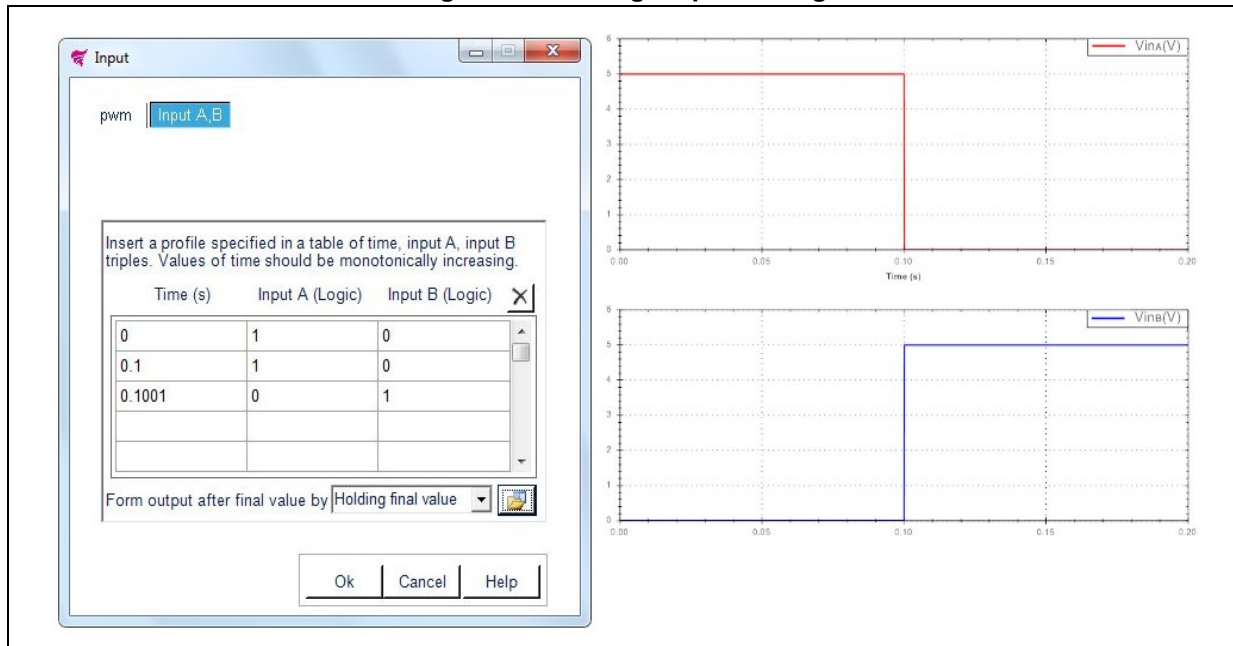 Input
pwm Input A,B
Insert a profile specified in a table of time, input A, input B
triples. Values of time should be monotonically increasing.
Time (s) Input A (Logic) Input B (Logic)
0 1 0
0.1 1 0
0.1001 0 1
Form output after final value by Holding final value
Ok Cancel Help
VinA(V)
6
5
4
3
2
1
0
0.00 0.05 0.10 0.15 0.20
Time (s)
VinB(V)
6
5
4
3
2
1
0
0.00 0.05 0.10 0.15 0.20